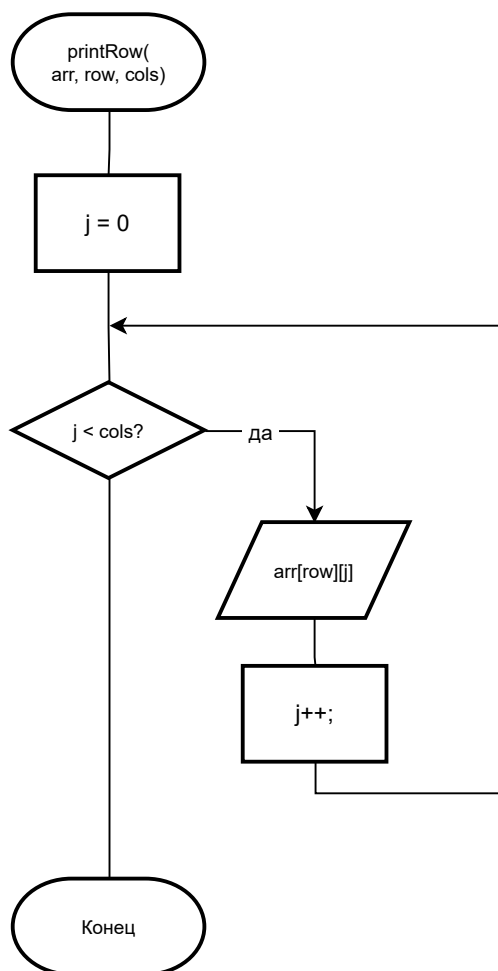 printRow(
arr, row, cols)
j = 0
j < cols?
да
arr[row][j]
j++;
Конец